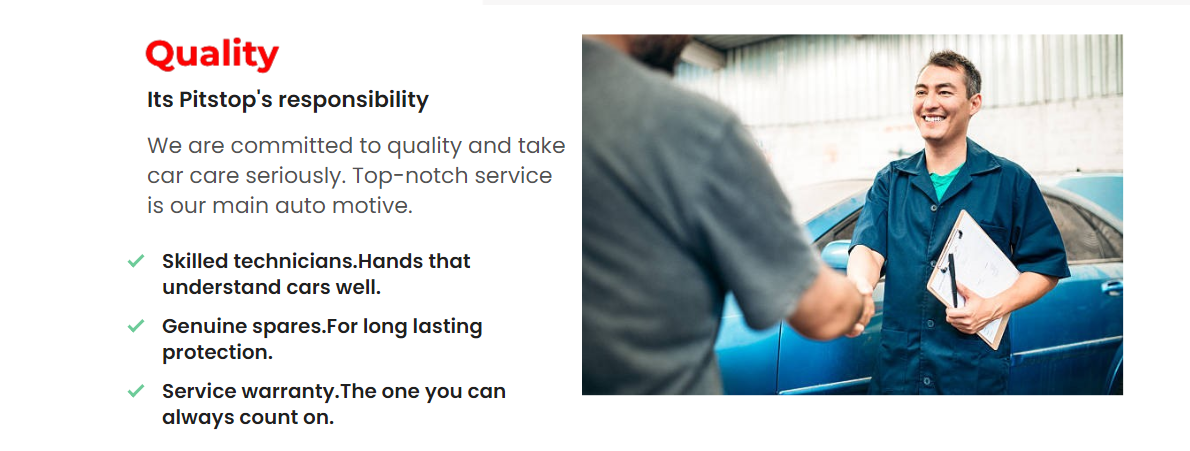 Quality
Its Pitstop's responsibility
We are committed to quality and take
car care seriously. Top-notch service
is our main auto motive.
Skilled technicians.Hands that
understand cars well.
Genuine spares.For long lasting
protection.
Service warranty.The one you can
always count on.